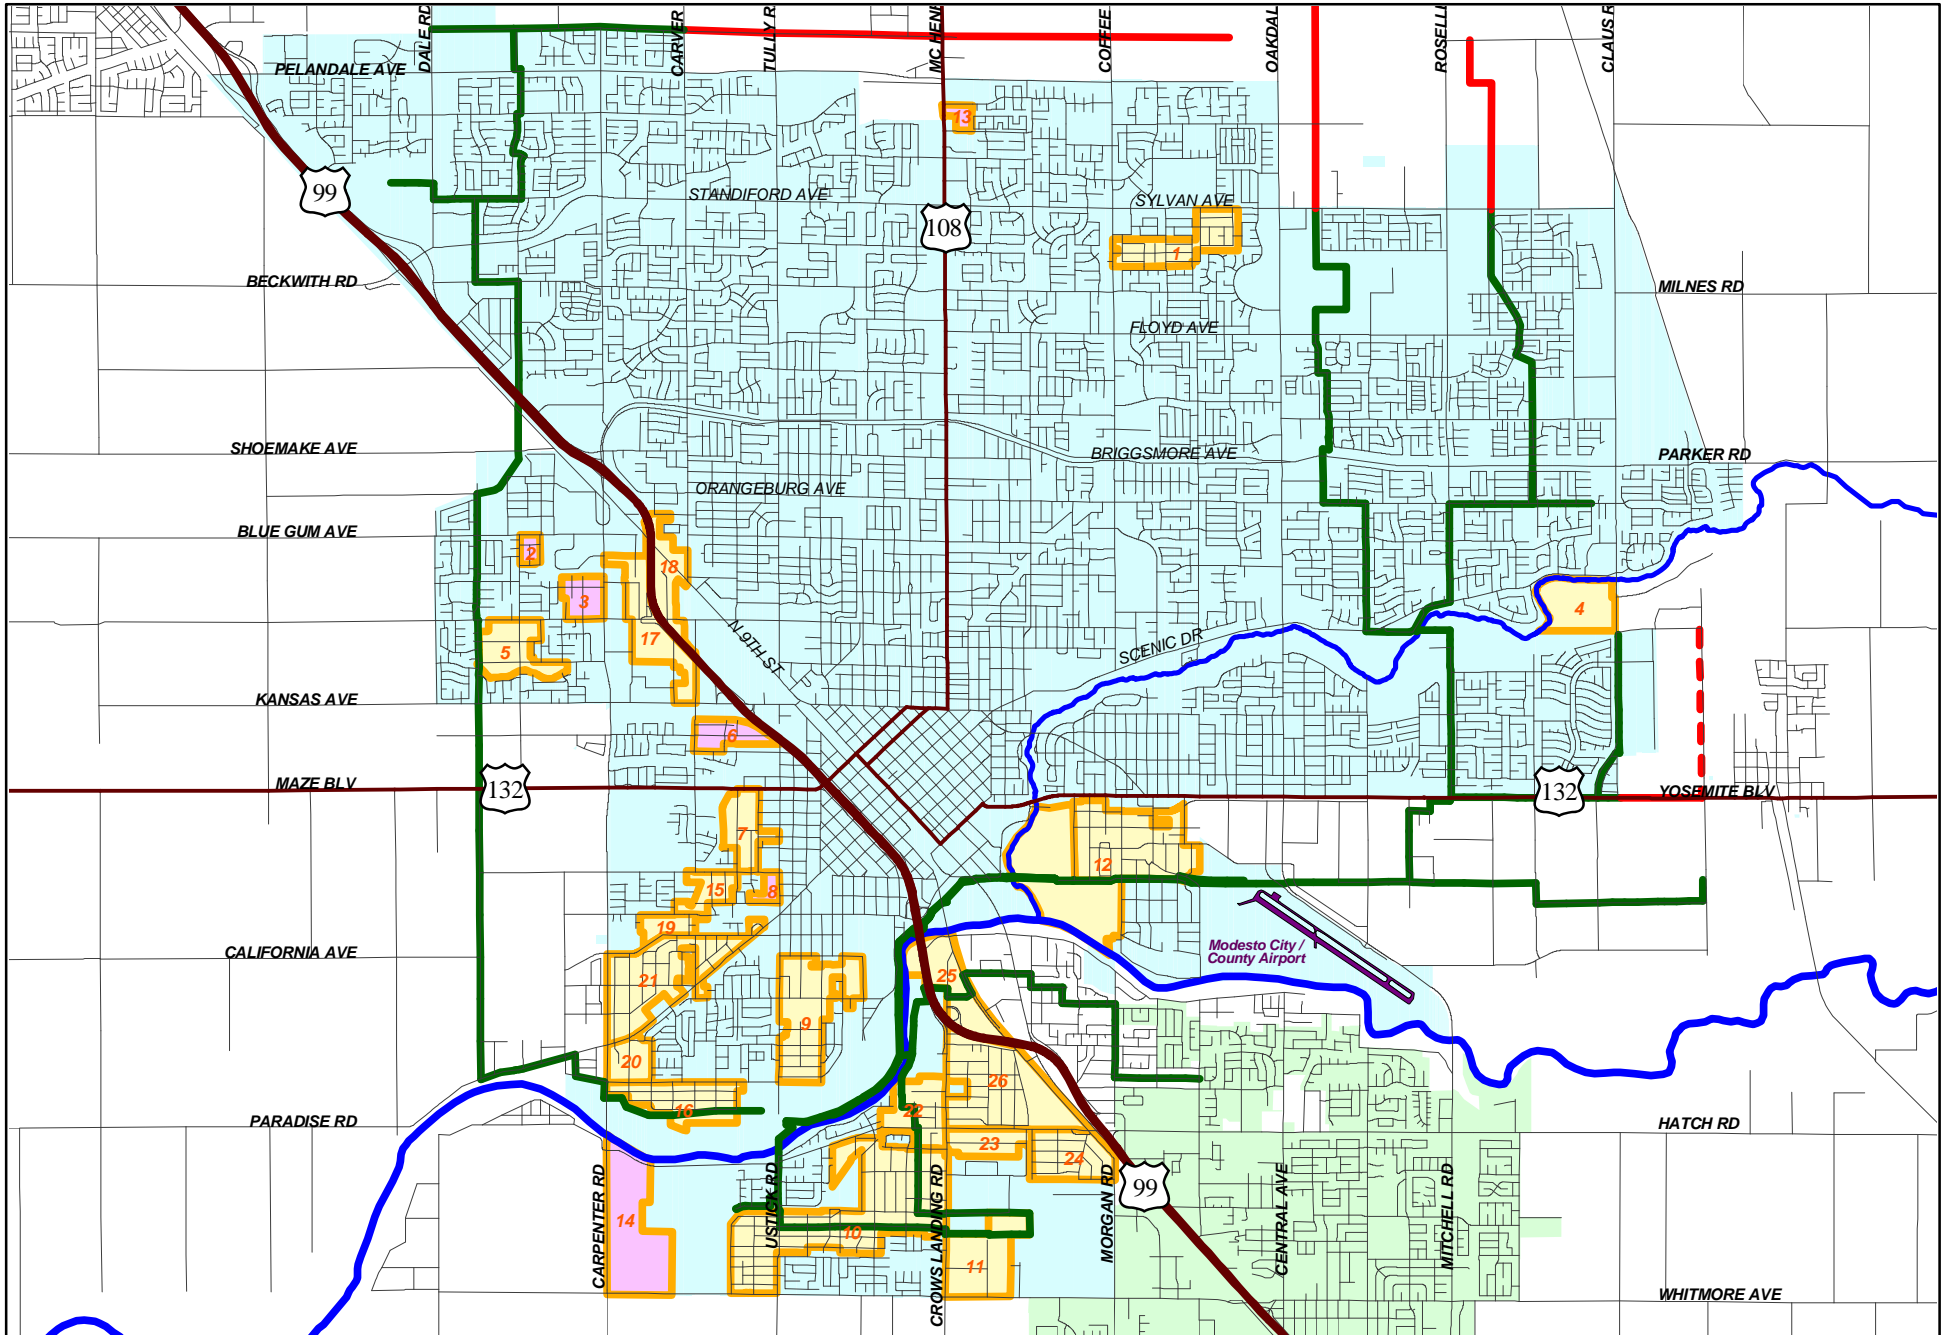 DALE RD
CARVER
TULLY R
MC HEN
COFFEE
OAKDAL
ROSELL
CLAUS R
PELANDALE AVE
13
99
STANDIFORD AVE
SYLVAN AVE
108
1
BECKWITH RD
MILNES RD
FLOYD AVE
SHOEMAKE AVE
BRIGGSMORE AVE
PARKER RD
ORANGEBURG AVE
BLUE GUM AVE
2
18
3
4
17
5
N 9TH ST
SCENIC DR
KANSAS AVE
6
MAZE BLV
132
132
YOSEMITE BLV
7
12
15
8
19
Modesto City /
County Airport
CALIFORNIA AVE
21
25
9
20
26
16
22
PARADISE RD
HATCH RD
23
24
CARPENTER RD
USTICK RD
CROWS LANDING RD
MORGAN RD
99
CENTRAL AVE
MITCHELL RD
14
10
11
WHITMORE AVE